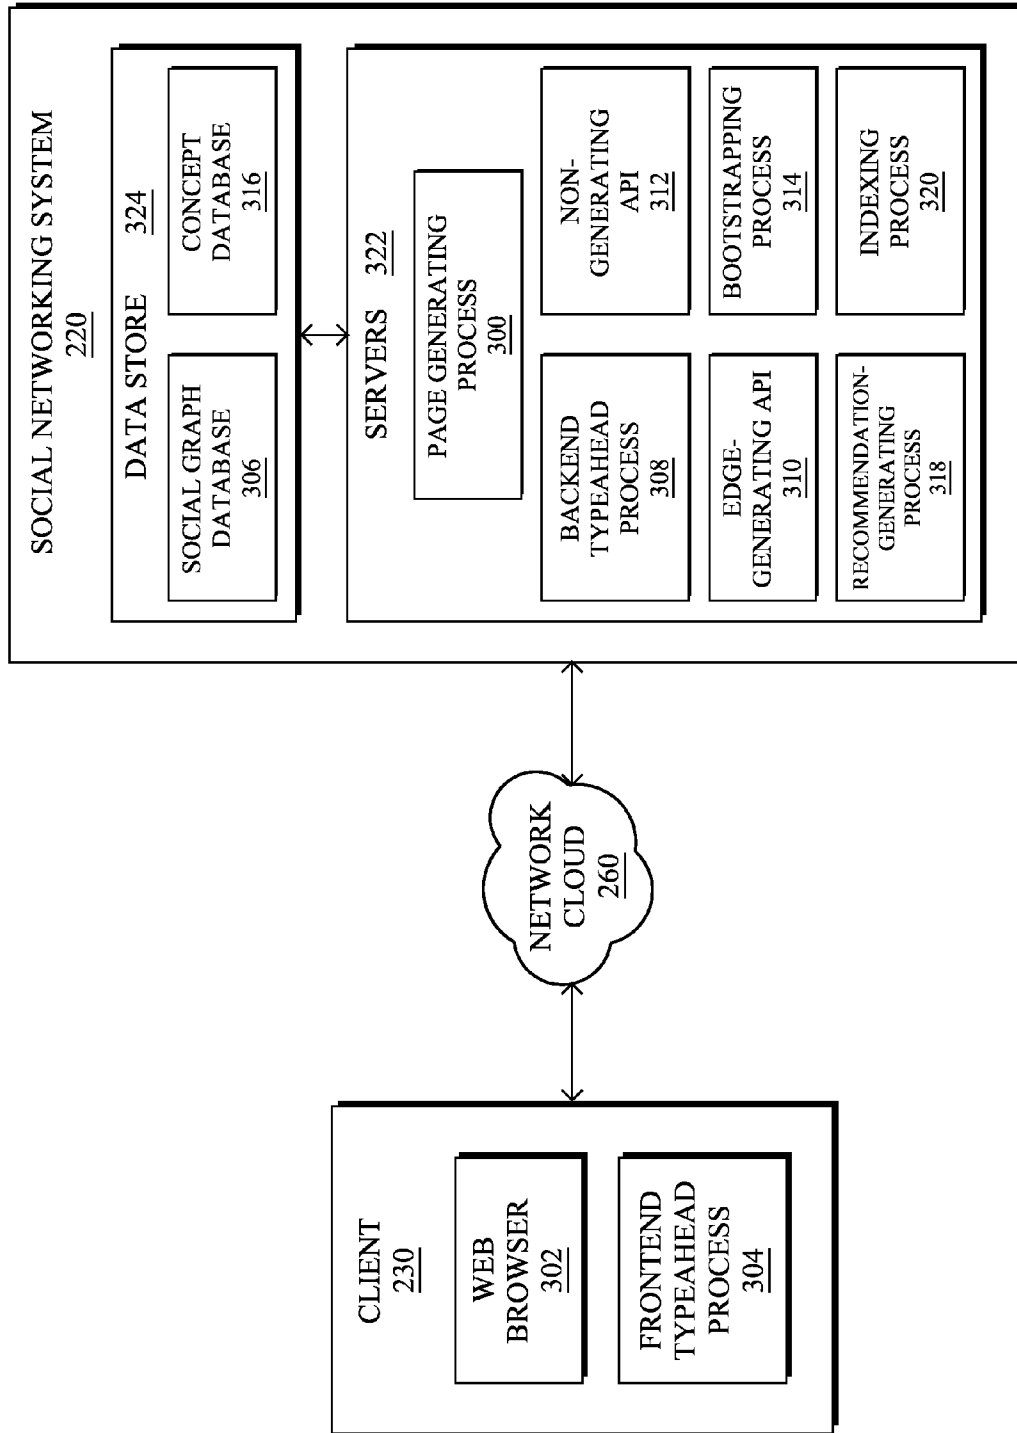 SOCIAL NETWORKING SYSTEM
220
DATA STORE 324
SOCIAL GRAPH
DATABASE
306
CONCEPT
DATABASE
316
SERVERS 322
PAGE GENERATING
PROCESS
300
BACKEND
TYPEAHEAD
PROCESS
308
NON-
GENERATING
API
312
EDGE-
GENERATING API
310
BOOTSTRAPPING
PROCESS
314
RECOMMENDATION-
GENERATING
PROCESS
318
INDEXING
PROCESS
320
NETWORK
CLOUD
260
CLIENT
230
WEB
BROWSER
302
FRONTEND
TYPEAHEAD
PROCESS
304